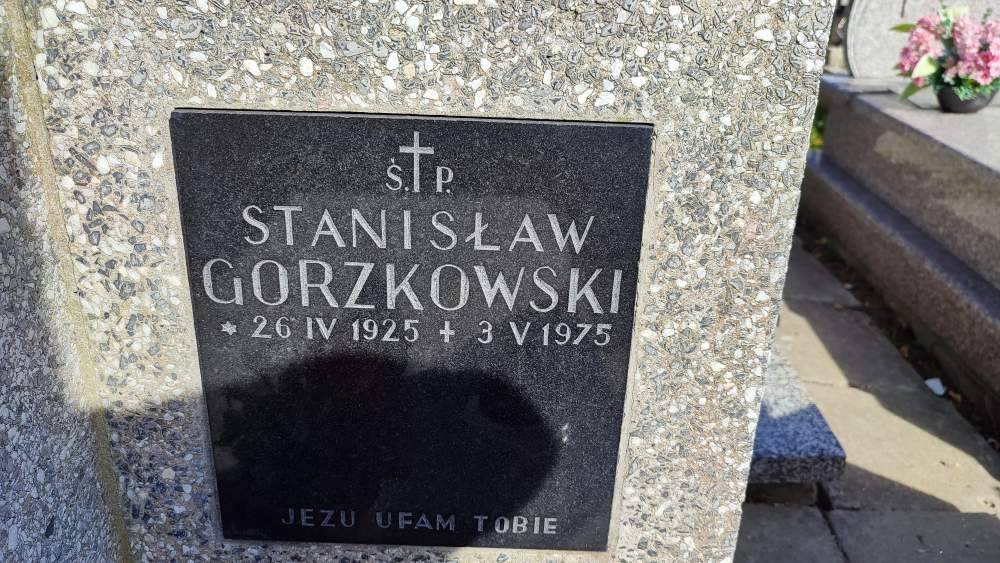 Ś. P.
STANISŁAW
GORZKOWSKI
* 26 IV 1925 + 3 V 1975
JEZU UFAM TOBIE